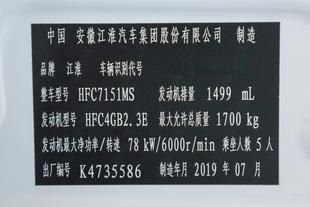 中国 安徽江淮汽车集团股份有限公司 制造
品牌 江淮 车辆识别代号
整车型号 HFC7151MS 发动机排量 1499 mL
发动机型号 HFC4GB2.3E 最大允许总质量 1700 kg
发动机最大净功率/转速 78 kW/6000r/min 乘坐人数 5 人
出厂编号 K4735586 制造年月 2019 年 07 月